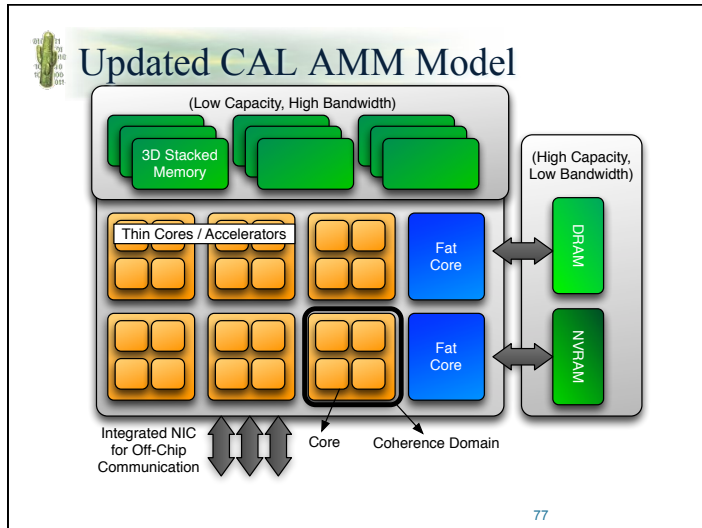 Updated CAL AMM Model
(Low Capacity, High Bandwidth)
3D Stacked
Memory
(High Capacity,
Low Bandwidth)
Thin Cores / Accelerators
Fat
Core
DRAM
Fat
Core
NVRAM
Integrated NIC
for Off-Chip
Communication
Core
Coherence Domain
77